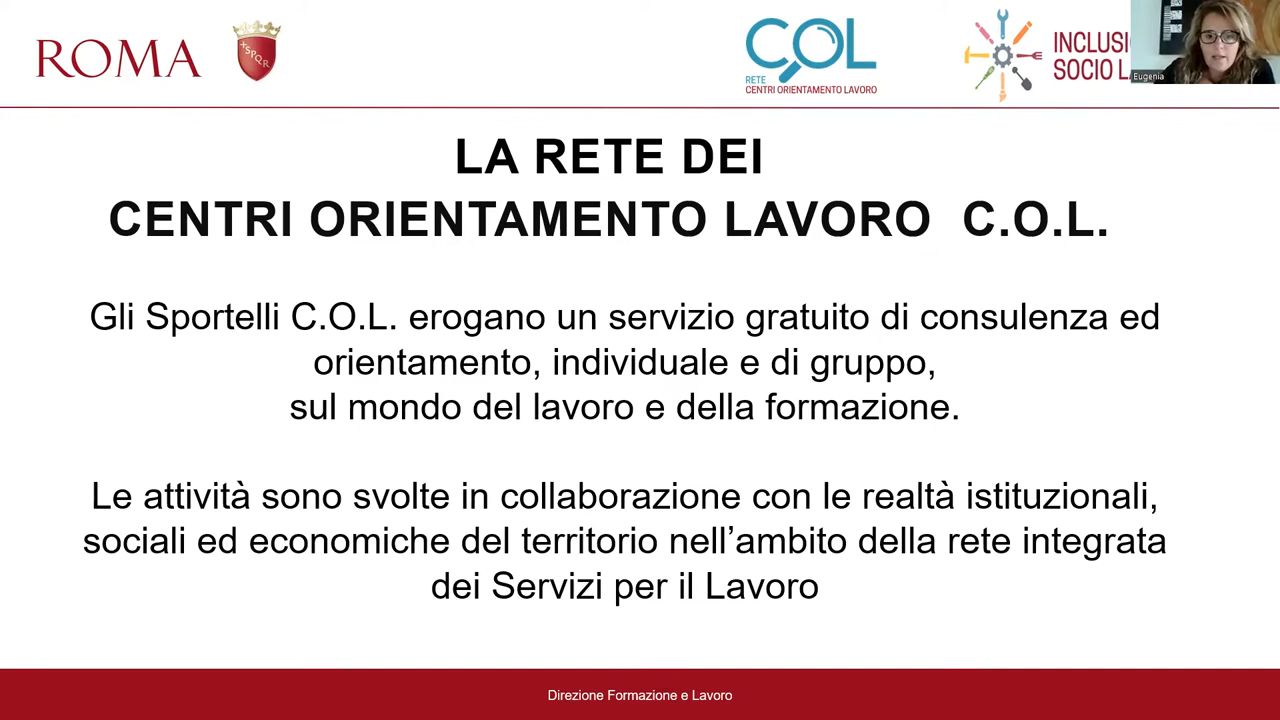 ROMA
XSPQR
COL
RETE
CENTRI ORIENTAMENTO LAVORO
INCLUSI
SOCIO L
Eugenia
LA RETE DEI
CENTRI ORIENTAMENTO LAVORO C.O.L.
Gli Sportelli C.O.L. erogano un servizio gratuito di consulenza ed
orientamento, individuale e di gruppo,
sul mondo del lavoro e della formazione.
Le attività sono svolte in collaborazione con le realtà istituzionali,
sociali ed economiche del territorio nell’ambito della rete integrata
dei Servizi per il Lavoro
Direzione Formazione e Lavoro